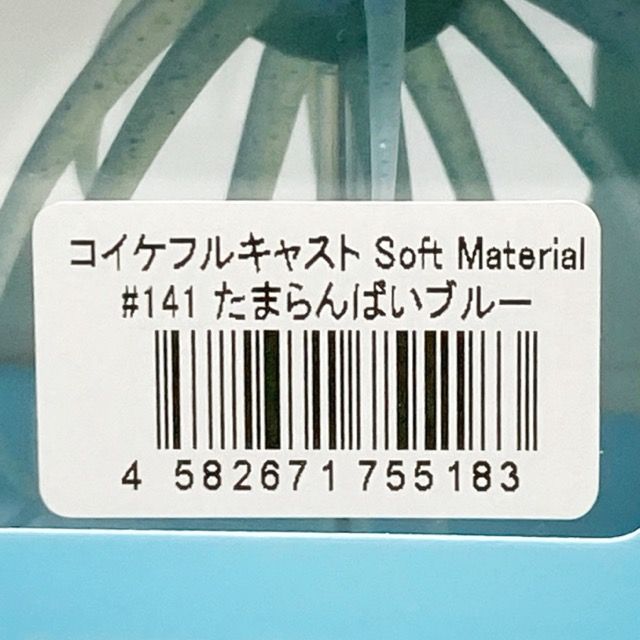 コイケフルキャスト Soft Material
#141 たまらんばいブルー
4 582671 755183